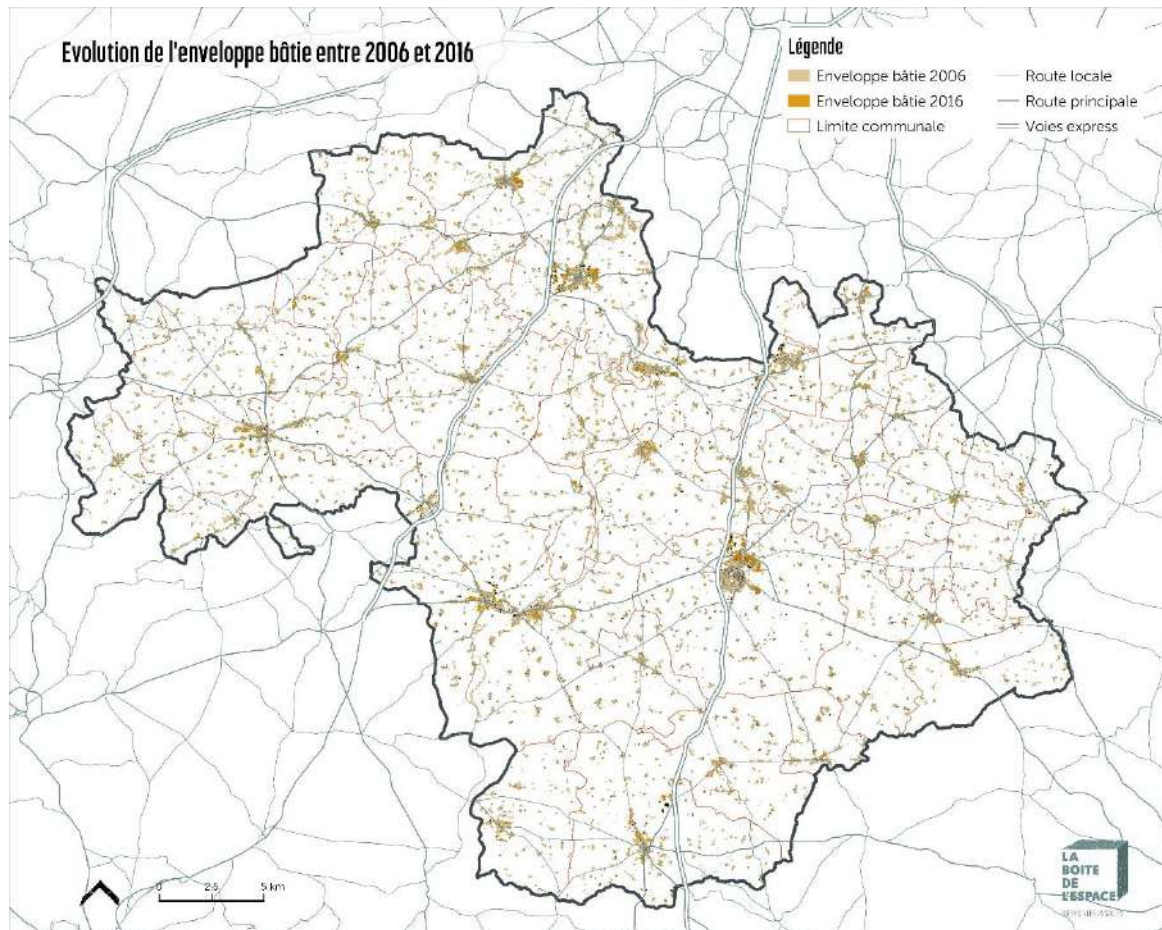 Evolution de l'enveloppe bâtie entre 2006 et 2016
Légende
Enveloppe bâtie 2006
Enveloppe bâtie 2016
Limite communale
Route locale
Route principale
Voies express
0 2.5 5 km
LA
BOITE
DE
L'ESPACE